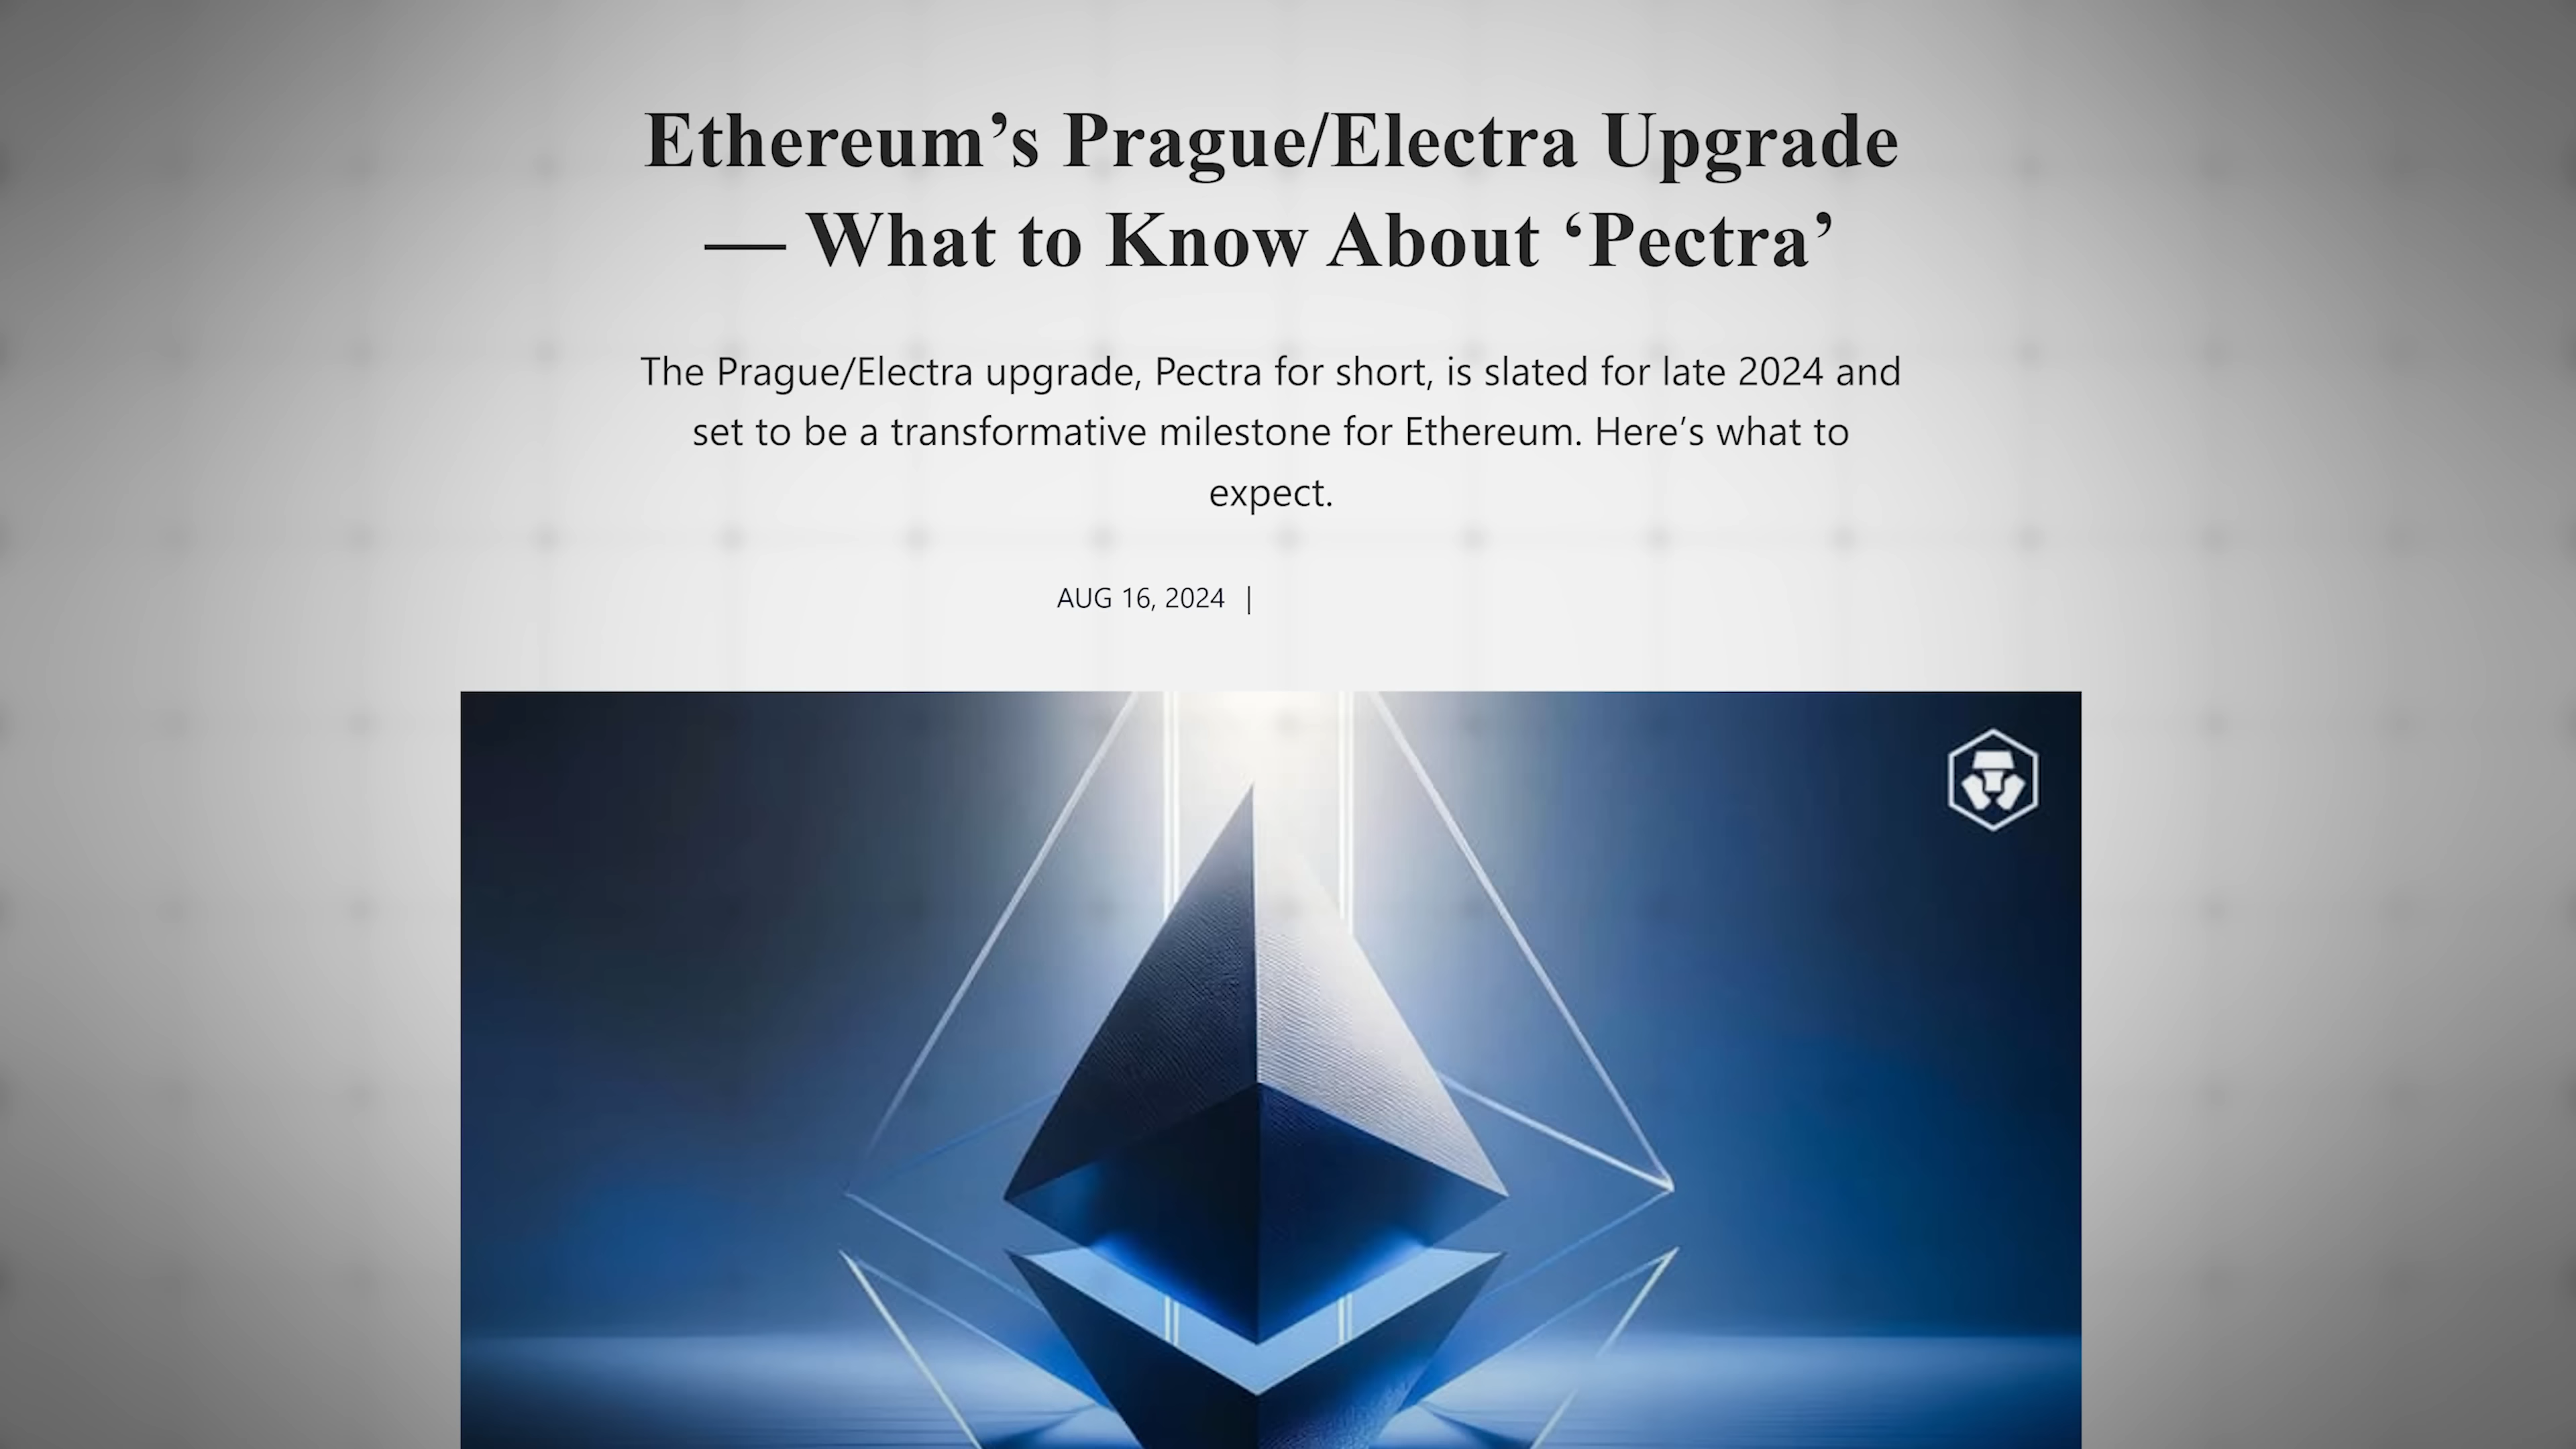 Ethereum’s Prague/Electra Upgrade
— What to Know About ‘Pectra’
The Prague/Electra upgrade, Pectra for short, is slated for late 2024 and
set to be a transformative milestone for Ethereum. Here’s what to
expect.
AUG 16, 2024 |